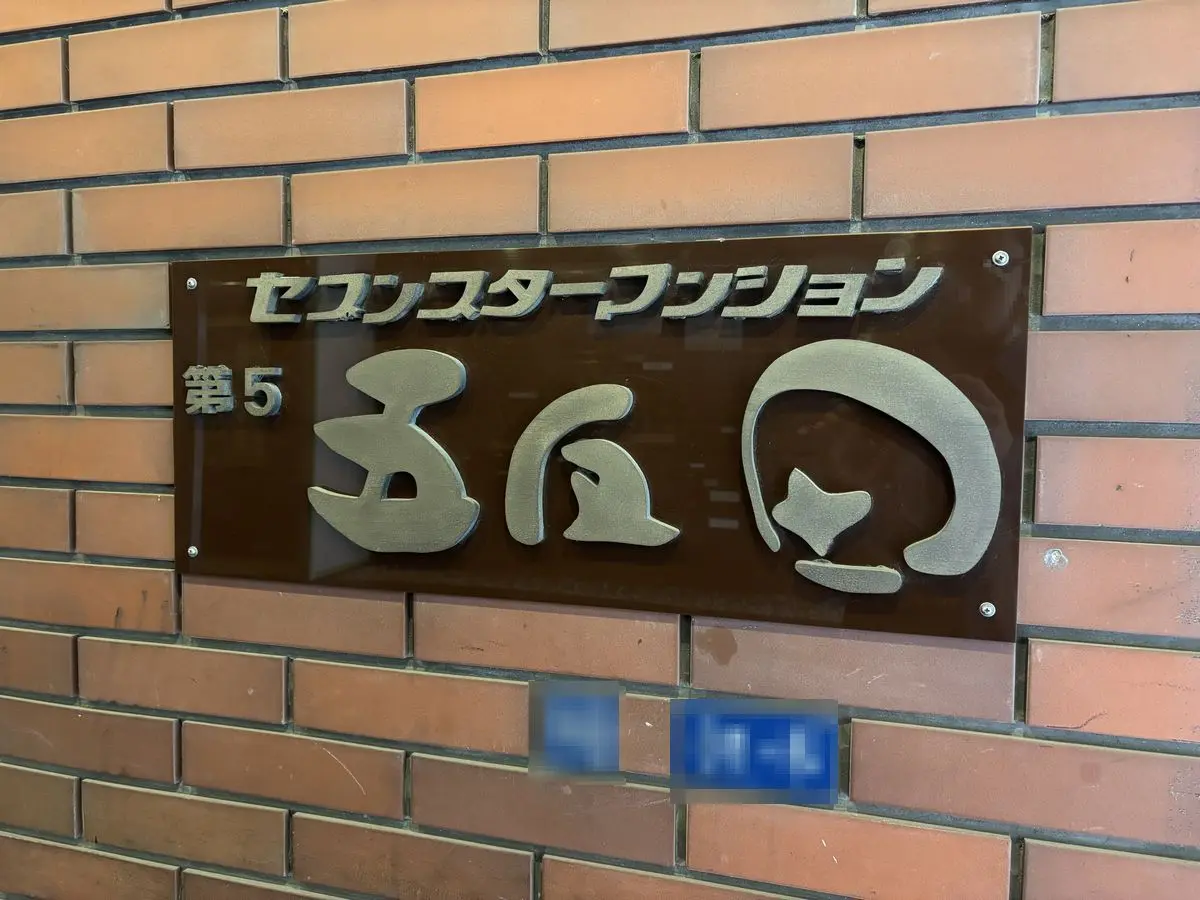 セブンスターマンション
第5 五反田